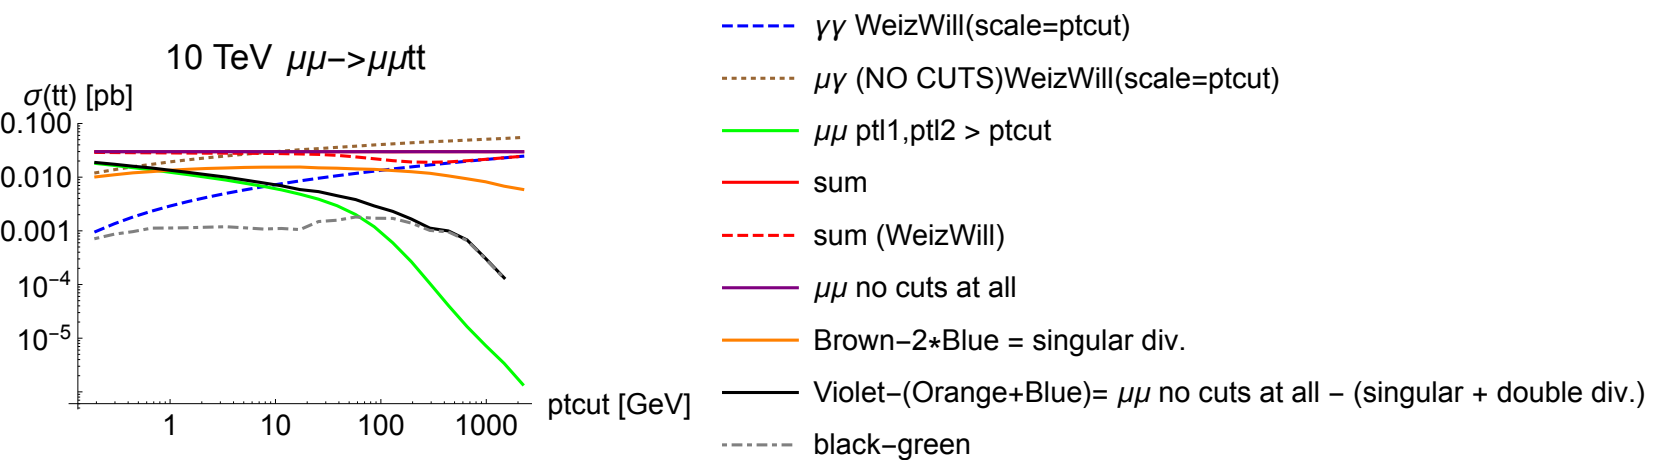 10 TeV μμ−>μμtt
σ(tt) [pb]
0.100
0.010
0.001
10−4
10−5
1 10 100 1000
ptcut [GeV]
γγ WeizWill(scale=ptcut)
μγ (NO CUTS)WeizWill(scale=ptcut)
μμ ptl1,ptl2 > ptcut
sum
sum (WeizWill)
μμ no cuts at all
Brown−2*Blue = singular div.
Violet−(Orange+Blue)= μμ no cuts at all − (singular + double div.)
black−green